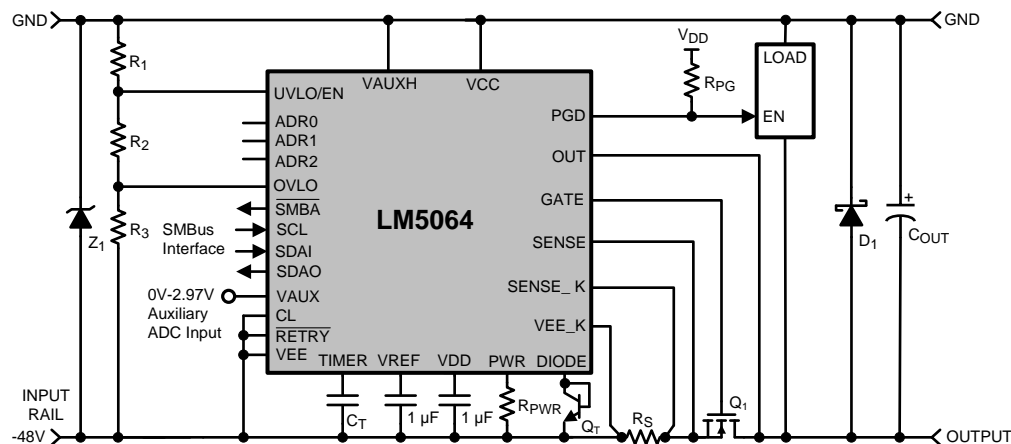 GND
GND
VDD
R1
RPG
LOAD
VAUXH
VCC
UVLO/EN
PGD
EN
ADR0
R2
ADR1
OUT
ADR2
OVLO
GATE
SMBA
LM5064
R3
SMBus
Interface
SCL
SENSE
Z1
SDAI
D1
COUT
+
SDAO
SENSE_ K
0V-2.97V
Auxiliary
ADC Input
VAUX
CL
VEE_K
RETRY
VEE
TIMER
VREF
VDD
PWR
DIODE
INPUT
RAIL
-48V
CT
1 µF
1 µF
RPWR
QT
RS
Q1
OUTPUT